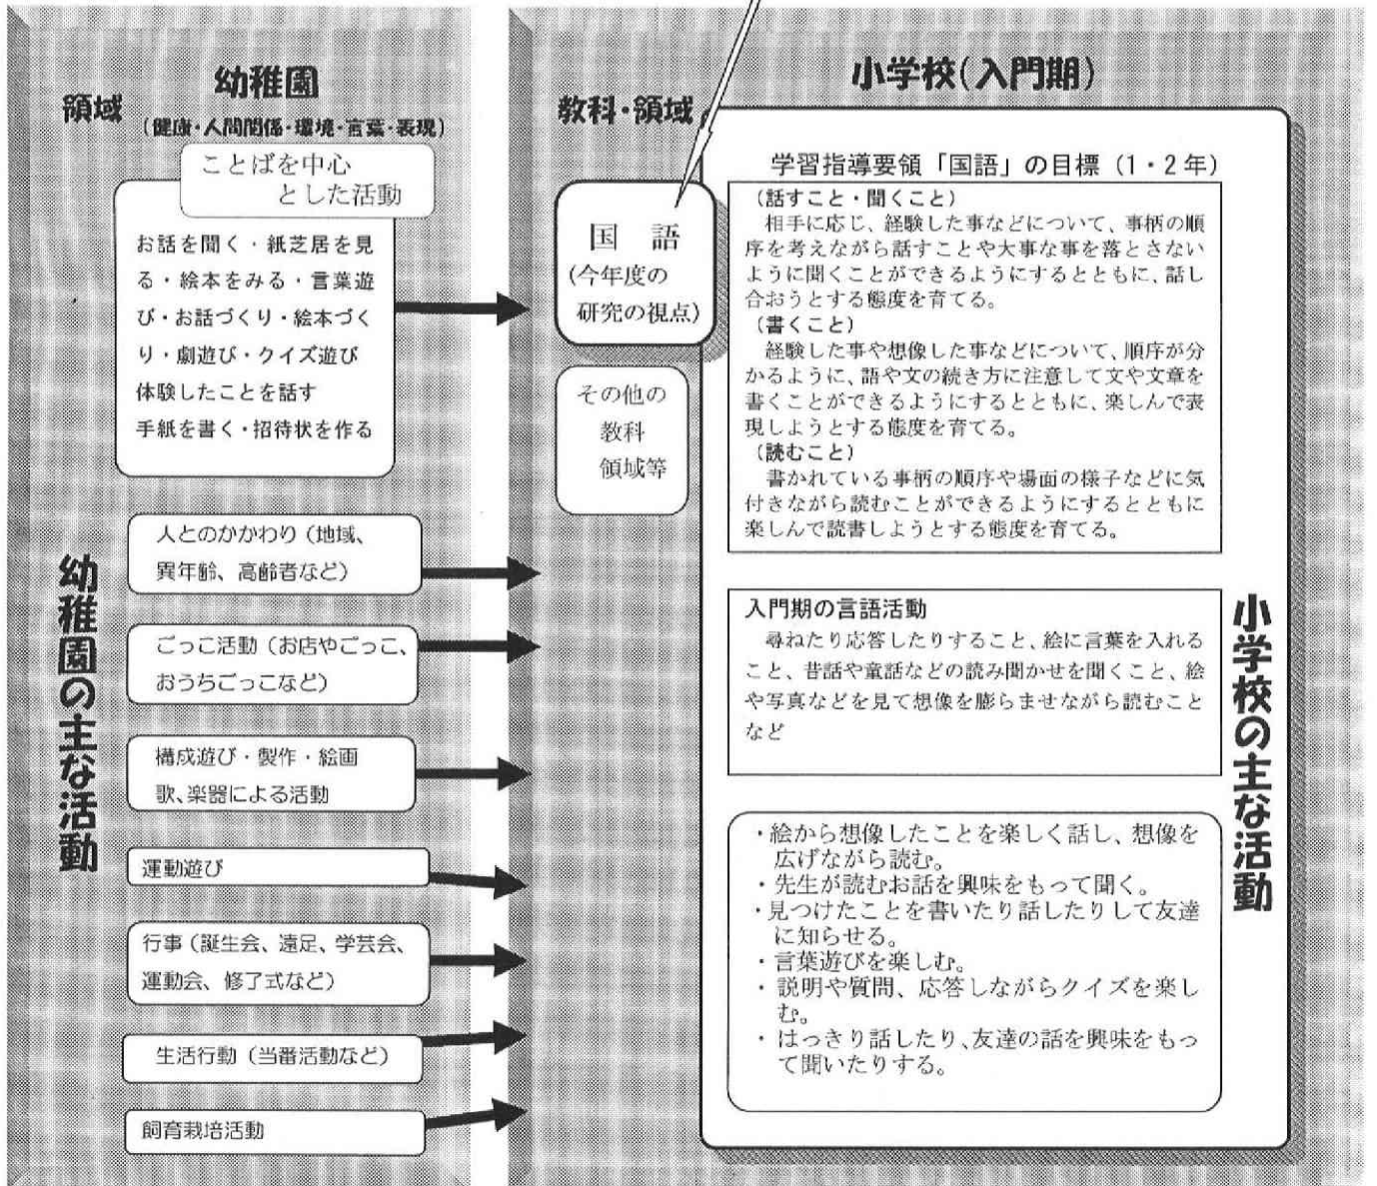 幼稚園
領域
(健康・人間関係・環境・言葉・表現)
ことばを中心
とした活動
お話を聞く・紙芝居を見
る・絵本をみる・言葉遊
び・お話づくり・絵本づく
り・劇遊び・クイズ遊び
体験したことを話す
手紙を書く・招待状を作る
幼稚園の主な活動
人とのかかわり(地域、
異年齢、高齢者など)
ごっこ活動(お店やごっこ、
おうちごっこなど)
構成遊び・製作・絵画
歌、楽器による活動
運動遊び
行事(誕生会、遠足、学芸会、
運動会、修了式など)
生活行動(当番活動など)
飼育栽培活動
小学校(入門期)
教科・領域
国 語
(今年度の
研究の視点)
その他の
教科
領域等
学習指導要領「国語」の目標(1・2年)
(話すこと・聞くこと)
相手に応じ、経験した事などについて、事柄の順
序を考えながら話すことや大事な事を落とさない
ように聞くことができるようにするとともに、話し
合おうとする態度を育てる。
(書くこと)
経験した事や想像した事などについて、順序が分
かるように、語や文の続き方に注意して文や文章を
書くことができるようにするとともに、楽しんで表
現しようとする態度を育てる。
(読むこと)
書かれている事柄の順序や場面の様子などに気
付きながら読むことができるようにするとともに
楽しんで読書しようとする態度を育てる。
入門期の言語活動
尋ねたり応答したりすること、絵に言葉を入れる
こと、昔話や童話などの読み聞かせを聞くこと、絵
や写真などを見て想像を膨らませながら読むこと
など
・絵から想像したことを楽しく話し、想像を
広げながら読む。
・先生が読むお話を興味をもって聞く。
・見つけたことを書いたり話したりして友達
に知らせる。
・言葉遊びを楽しむ。
・説明や質問、応答しながらクイズを楽し
む。
・はっきり話したり、友達の話を興味をもっ
て聞いたりする。
小学校の主な活動